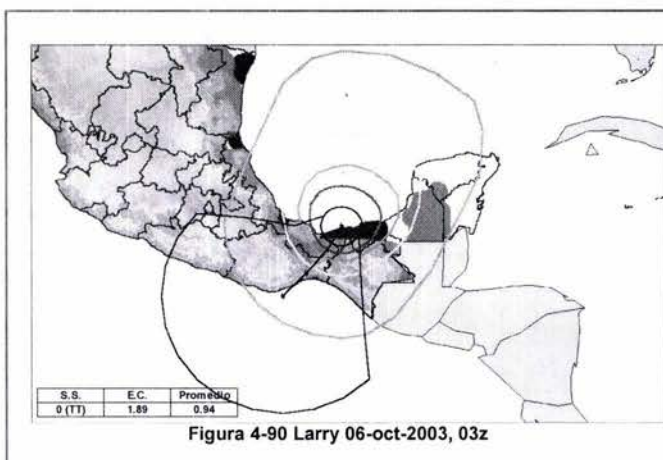 S.S. E.C. Promedio
0 (TT) 1.89 0.94
Figura 4-90 Larry 06-oct-2003, 03z